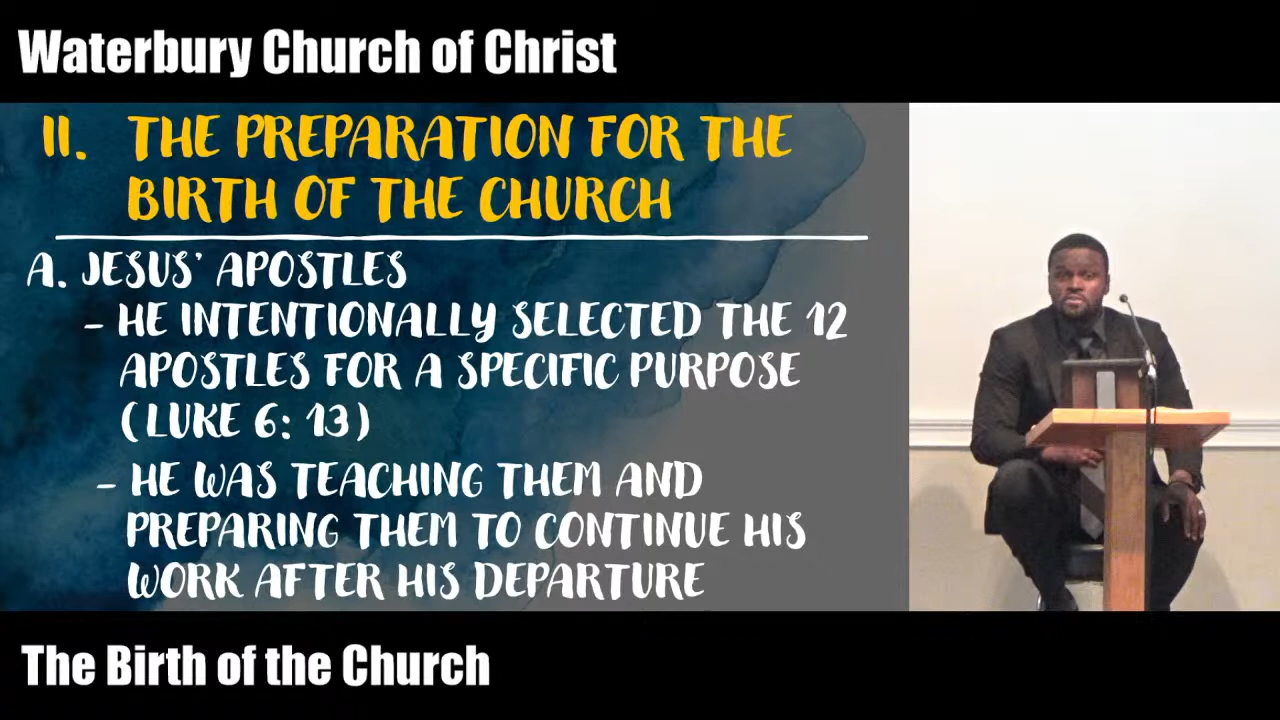 Waterbury Church of Christ
II. THE PREPARATION FOR THE
BIRTH OF THE CHURCH
A. JESUS' APOSTLES
- HE INTENTIONALLY SELECTED THE 12
APOSTLES FOR A SPECIFIC PURPOSE
(LUKE 6: 13)
- HE WAS TEACHING THEM AND
PREPARING THEM TO CONTINUE HIS
WORK AFTER HIS DEPARTURE
The Birth of the Church